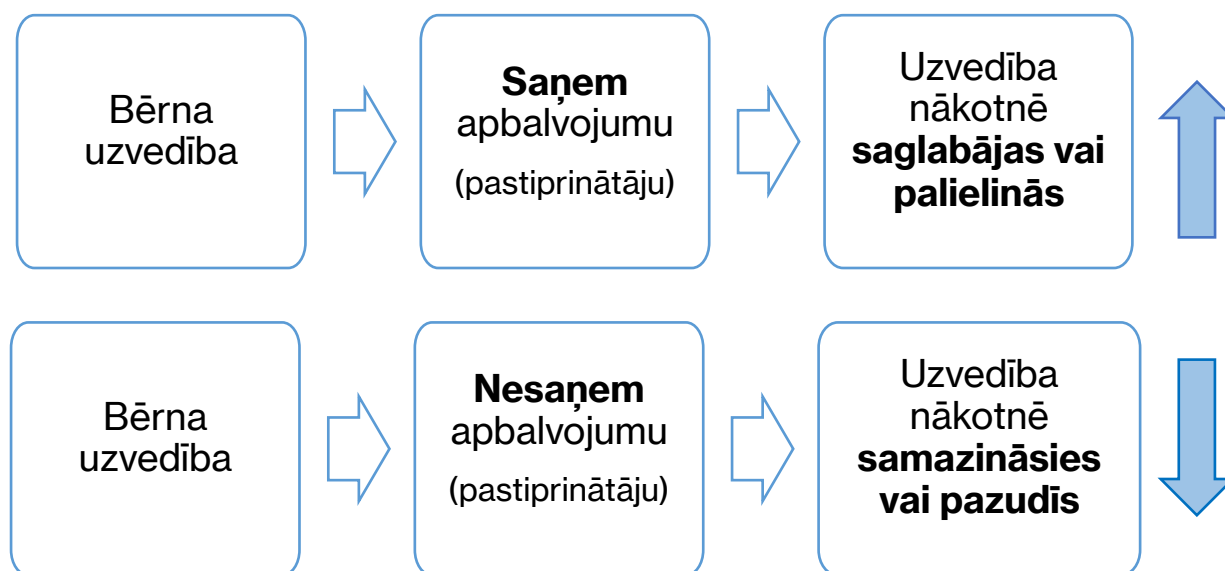 Bērna
uzvedība
Saņem
apbalvojumu
(pastiprinātāju)
Uzvedība
nākotnē
saglabājas vai
palielinās
Bērna
uzvedība
Nesaņem
apbalvojumu
(pastiprinātāju)
Uzvedība
nākotnē
samazināsies
vai pazudīs